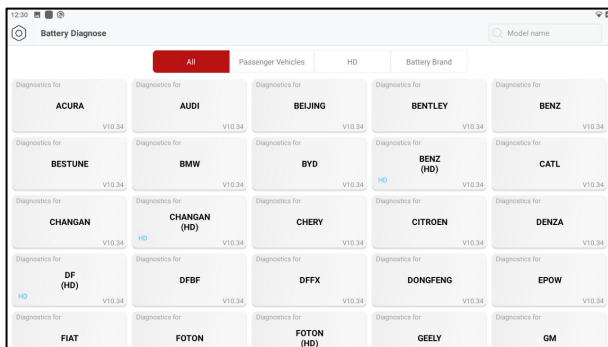 12:30
Battery Diagnose
Model name
All Passenger Vehicles HD Battery Brand
Diagnostics for Diagnostics for Diagnostics for Diagnostics for Diagnostics for
ACURA AUDI BEIJING BENTLEY BENZ
V10.34 V10.34 V10.34 V10.34 V10.34
Diagnostics for Diagnostics for Diagnostics for Diagnostics for Diagnostics for
BESTUNE BMW BYD BENZ CATL
(HD)
HD
V10.34 V10.34 V10.34 V10.34 V10.34
Diagnostics for Diagnostics for Diagnostics for Diagnostics for Diagnostics for
CHANGAN CHANGAN CHERY CITROEN DENZA
(HD)
HD
V10.34 V10.34 V10.34 V10.34 V10.34
Diagnostics for Diagnostics for Diagnostics for Diagnostics for Diagnostics for
DF DFBF DFFX DONGFENG EPOW
(HD)
HD
V10.34 V10.34 V10.34 V10.34 V10.34
Diagnostics for Diagnostics for Diagnostics for Diagnostics for Diagnostics for
FIAT FOTON FOTON GEELY GM
(HD)